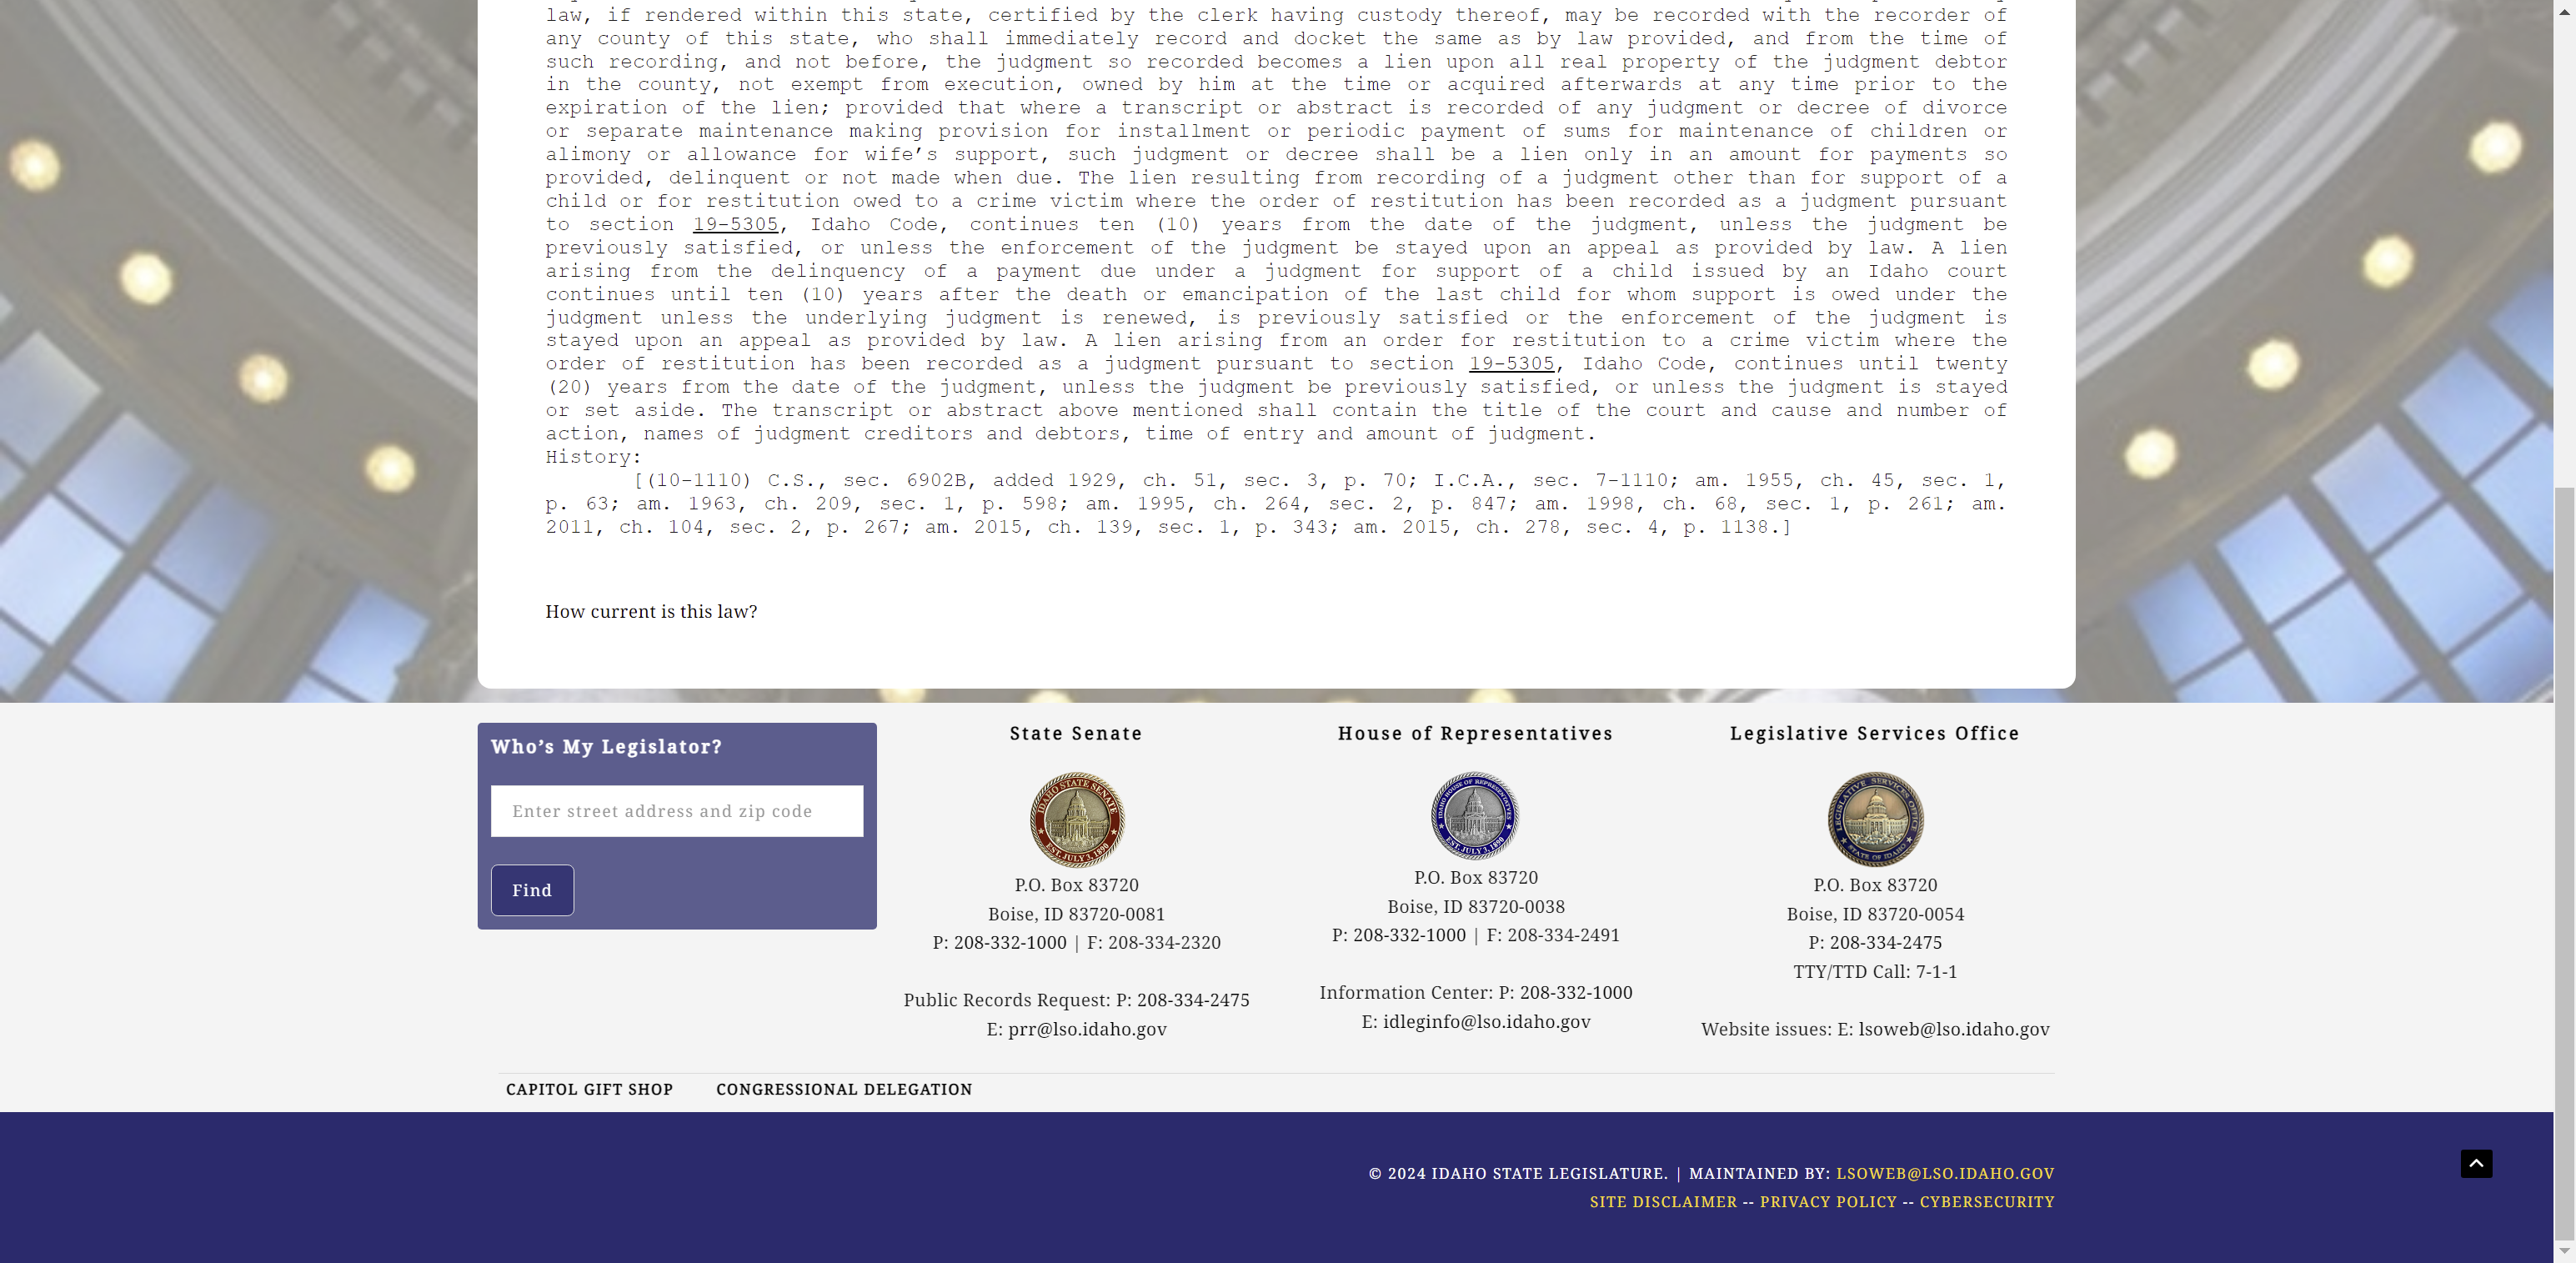 law, if rendered within this state, certified by the clerk having custody thereof, may be recorded with the recorder of
any county of this state, who shall immediately record and docket the same as by law provided, and from the time of
such recording, and not before, the judgment so recorded becomes a lien upon all real property of the judgment debtor
in the county, not exempt from execution, owned by him at the time or acquired afterwards at any time prior to the
expiration of the lien; provided that where a transcript or abstract is recorded of any judgment or decree of divorce
or separate maintenance making provision for installment or periodic payment of sums for maintenance of children or
alimony or allowance for wife’s support, such judgment or decree shall be a lien only in an amount for payments so
provided, delinquent or not made when due. The lien resulting from recording of a judgment other than for support of a
child or for restitution owed to a crime victim where the order of restitution has been recorded as a judgment pursuant
to section 19-5305, Idaho Code, continues ten (10) years from the date of the judgment, unless the judgment be
previously satisfied, or unless the enforcement of the judgment be stayed upon an appeal as provided by law. A lien
arising from the delinquency of a payment due under a judgment for support of a child issued by an Idaho court
continues until ten (10) years after the death or emancipation of the last child for whom support is owed under the
judgment unless the underlying judgment is renewed, is previously satisfied or the enforcement of the judgment is
stayed upon an appeal as provided by law. A lien arising from an order for restitution to a crime victim where the
order of restitution has been recorded as a judgment pursuant to section 19-5305, Idaho Code, continues until twenty
(20) years from the date of the judgment, unless the judgment be previously satisfied, or unless the judgment is stayed
or set aside. The transcript or abstract above mentioned shall contain the title of the court and cause and number of
action, names of judgment creditors and debtors, time of entry and amount of judgment.
History:
[(10-1110) C.S., sec. 6902B, added 1929, ch. 51, sec. 3, p. 70; I.C.A., sec. 7-1110; am. 1955, ch. 45, sec. 1,
p. 63; am. 1963, ch. 209, sec. 1, p. 598; am. 1995, ch. 264, sec. 2, p. 847; am. 1998, ch. 68, sec. 1, p. 261; am.
2011, ch. 104, sec. 2, p. 267; am. 2015, ch. 139, sec. 1, p. 343; am. 2015, ch. 278, sec. 4, p. 1138.]
How current is this law?
Who’s My Legislator?
Enter street address and zip code
Find
State Senate
IDAHO STATE SENATE
EST. JULY 3, 1890
P.O. Box 83720
Boise, ID 83720-0081
P: 208-332-1000 | F: 208-334-2320
Public Records Request: P: 208-334-2475
E: prr@lso.idaho.gov
House of Representatives
IDAHO HOUSE OF REPRESENTATIVES
EST. JULY 3, 1890
P.O. Box 83720
Boise, ID 83720-0038
P: 208-332-1000 | F: 208-334-2491
Information Center: P: 208-332-1000
E: idleginfo@lso.idaho.gov
Legislative Services Office
LEGISLATIVE SERVICES OFFICE
STATE OF IDAHO
P.O. Box 83720
Boise, ID 83720-0054
P: 208-334-2475
TTY/TTD Call: 7-1-1
Website issues: E: lsoweb@lso.idaho.gov
CAPITOL GIFT SHOP CONGRESSIONAL DELEGATION
© 2024 IDAHO STATE LEGISLATURE. | MAINTAINED BY: LSOWEB@LSO.IDAHO.GOV
SITE DISCLAIMER -- PRIVACY POLICY -- CYBERSECURITY